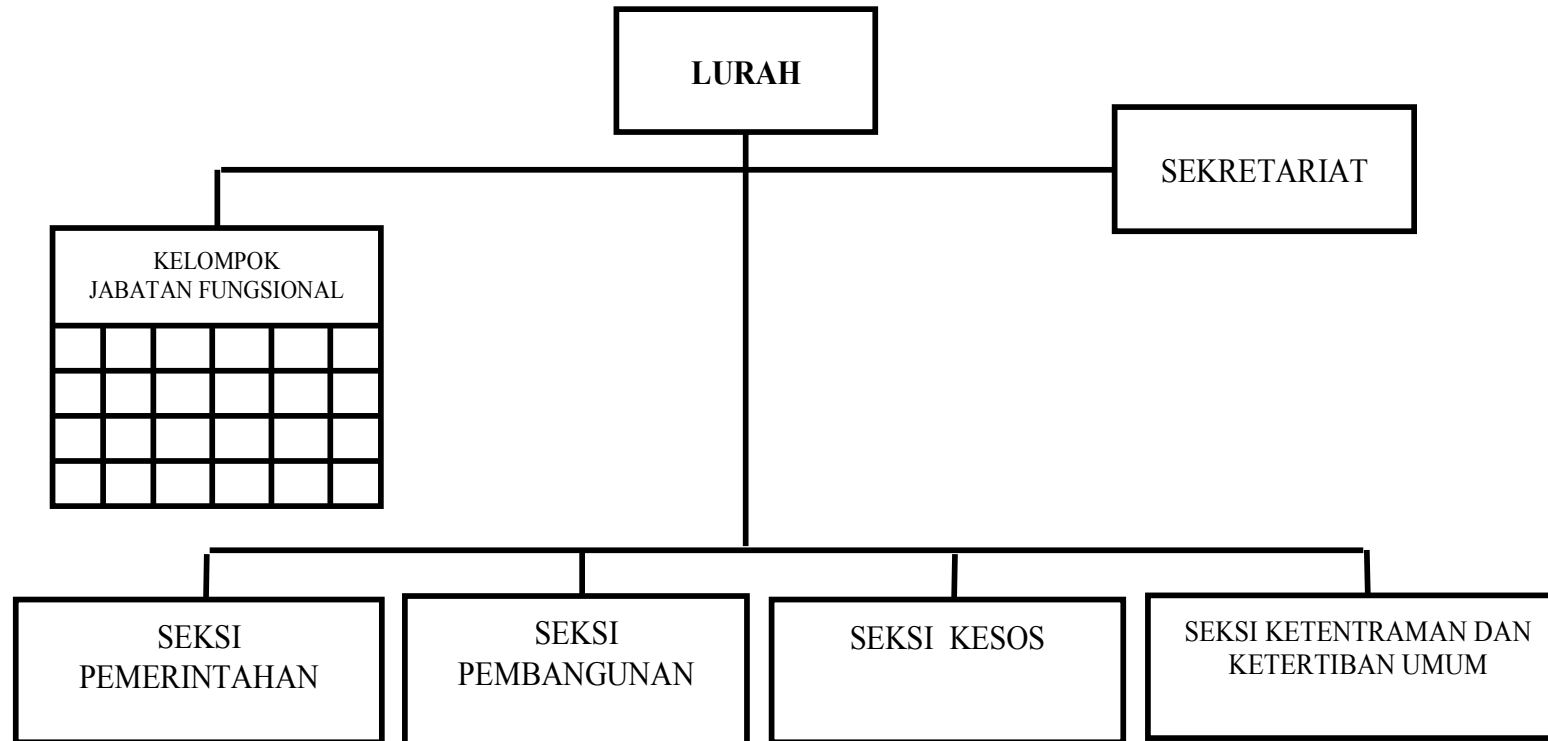 LURAH
SEKRETARIAT
KELOMPOK
JABATAN FUNGSIONAL
SEKSI
PEMERINTAHAN
SEKSI
PEMBANGUNAN
SEKSI KESOS
SEKSI KETENTRAMAN DAN
KETERTIBAN UMUM